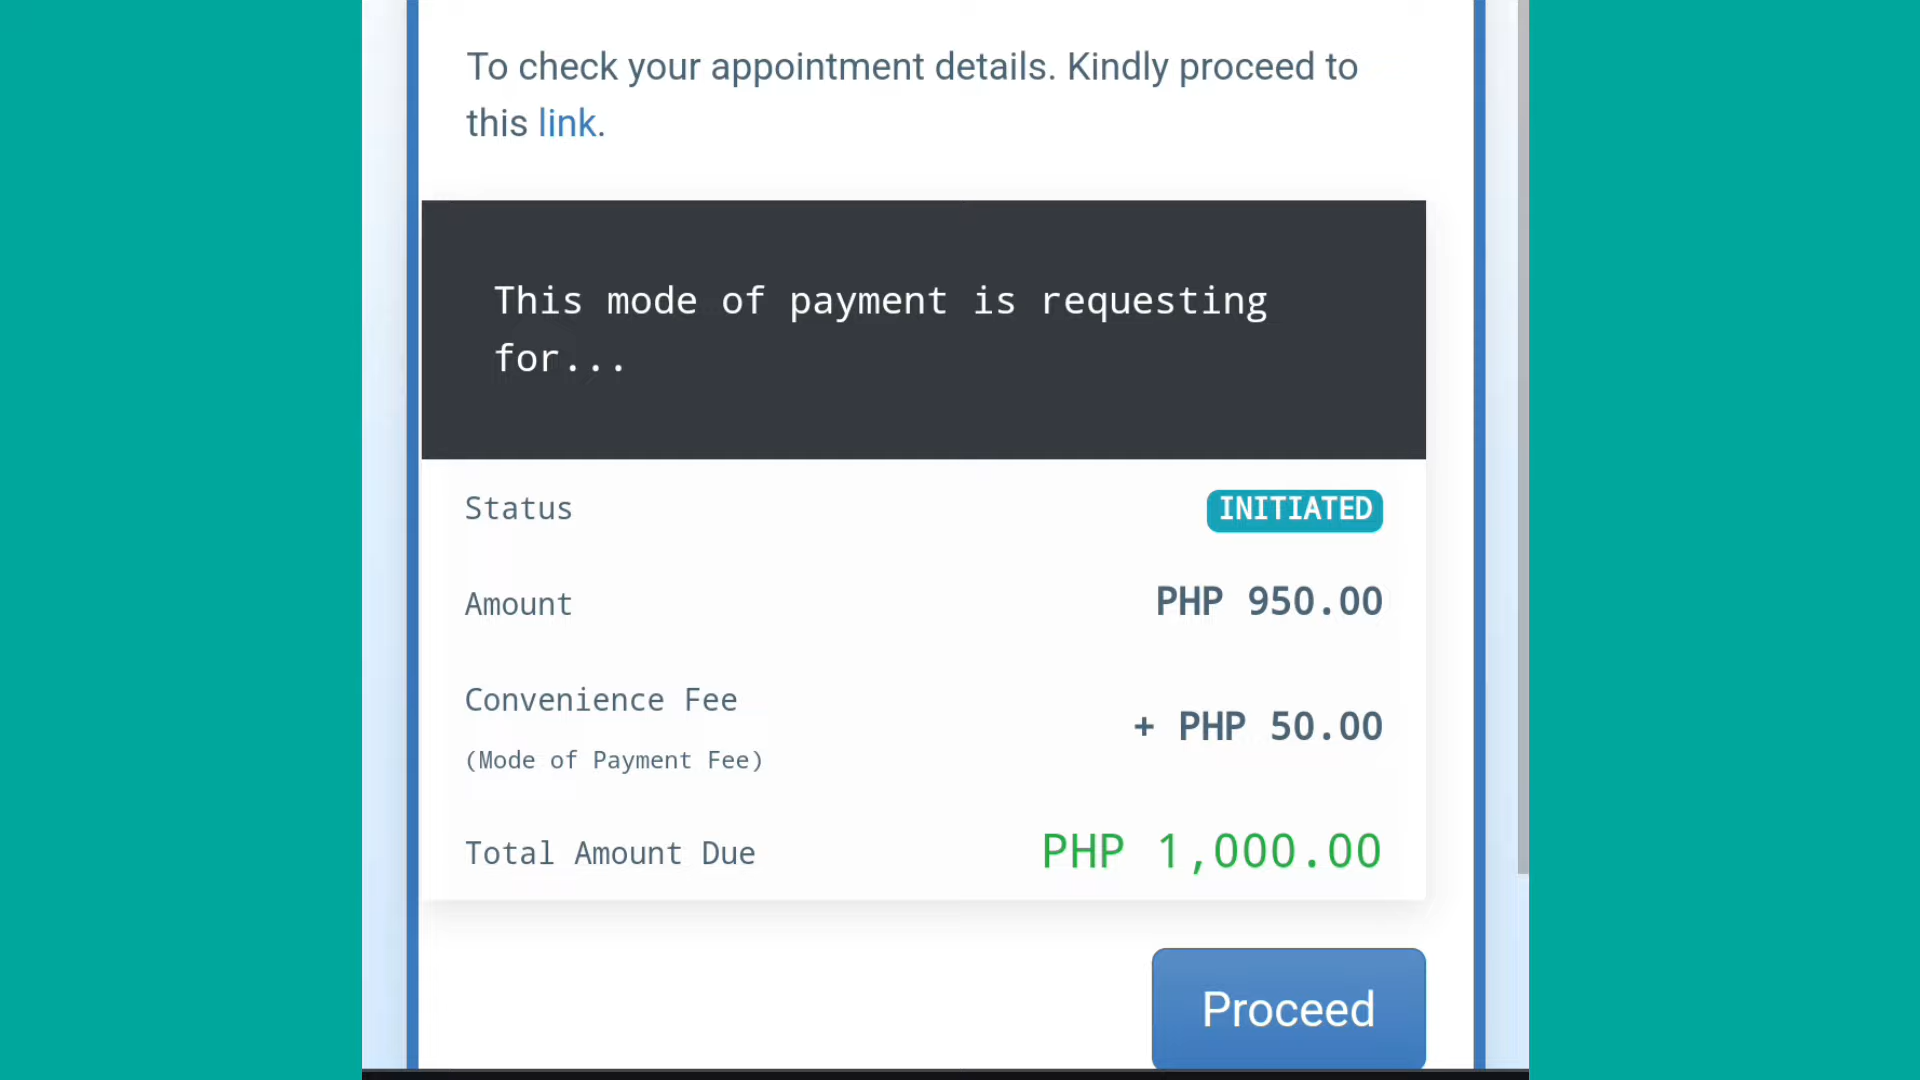 To check your appointment details. Kindly proceed to
this link.
This mode of payment is requesting
for...
Status INITIATED
Amount PHP 950.00
Convenience Fee
(Mode of Payment Fee) + PHP 50.00
Total Amount Due PHP 1,000.00
Proceed